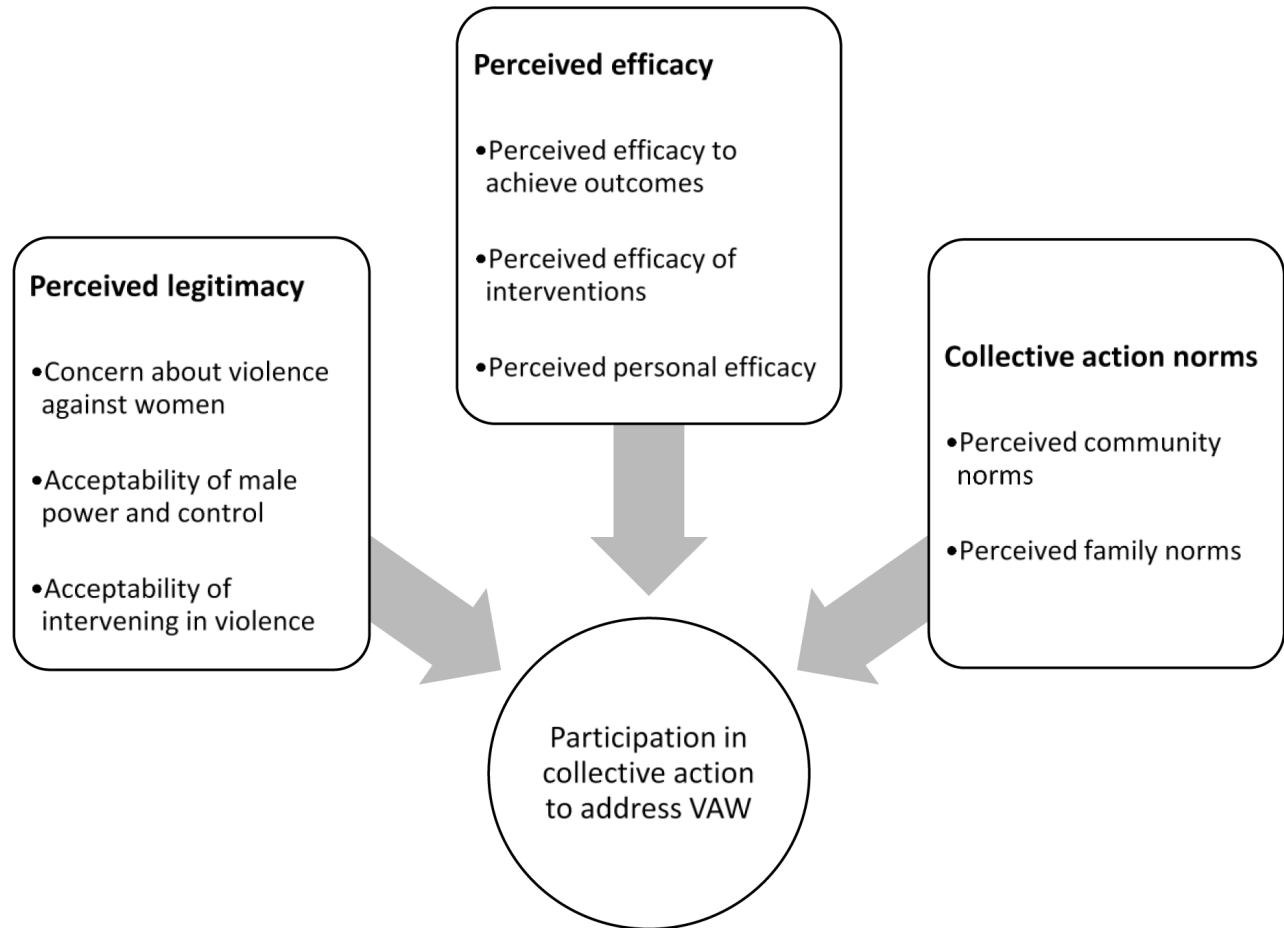 Perceived efficacy
•Perceived efficacy to
achieve outcomes
•Perceived efficacy of
interventions
•Perceived personal efficacy
Perceived legitimacy
•Concern about violence
against women
•Acceptability of male
power and control
•Acceptability of
intervening in violence
Collective action norms
•Perceived community
norms
•Perceived family norms
Participation in
collective action
to address VAW